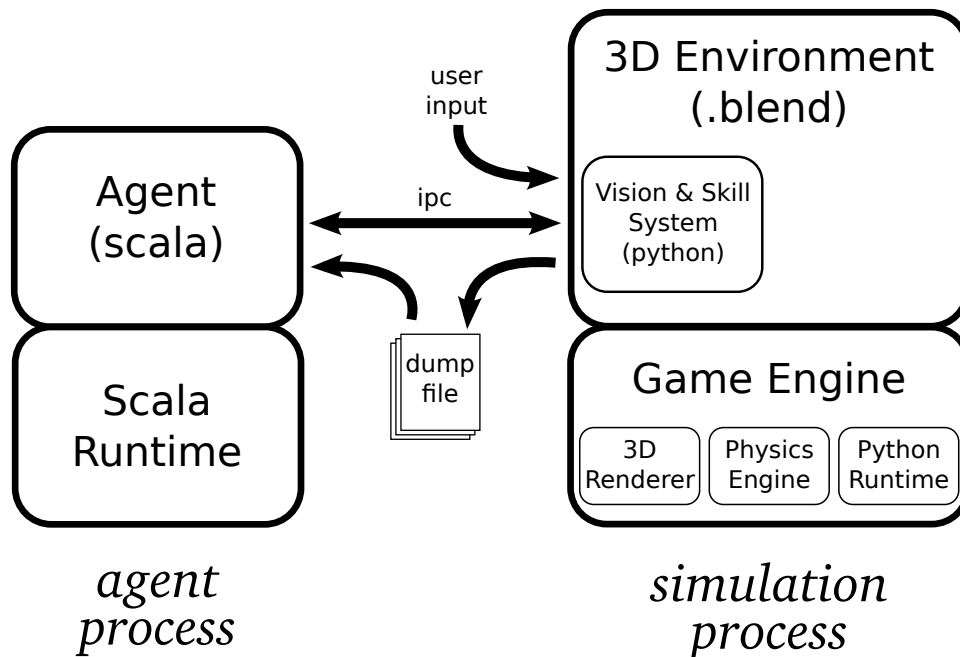 user
input
ipc
Agent
(scala)
Scala
Runtime
agent
process
dump
file
3D Environment
(.blend)
Vision & Skill
System
(python)
Game Engine
3D
Renderer
Physics
Engine
Python
Runtime
simulation
process